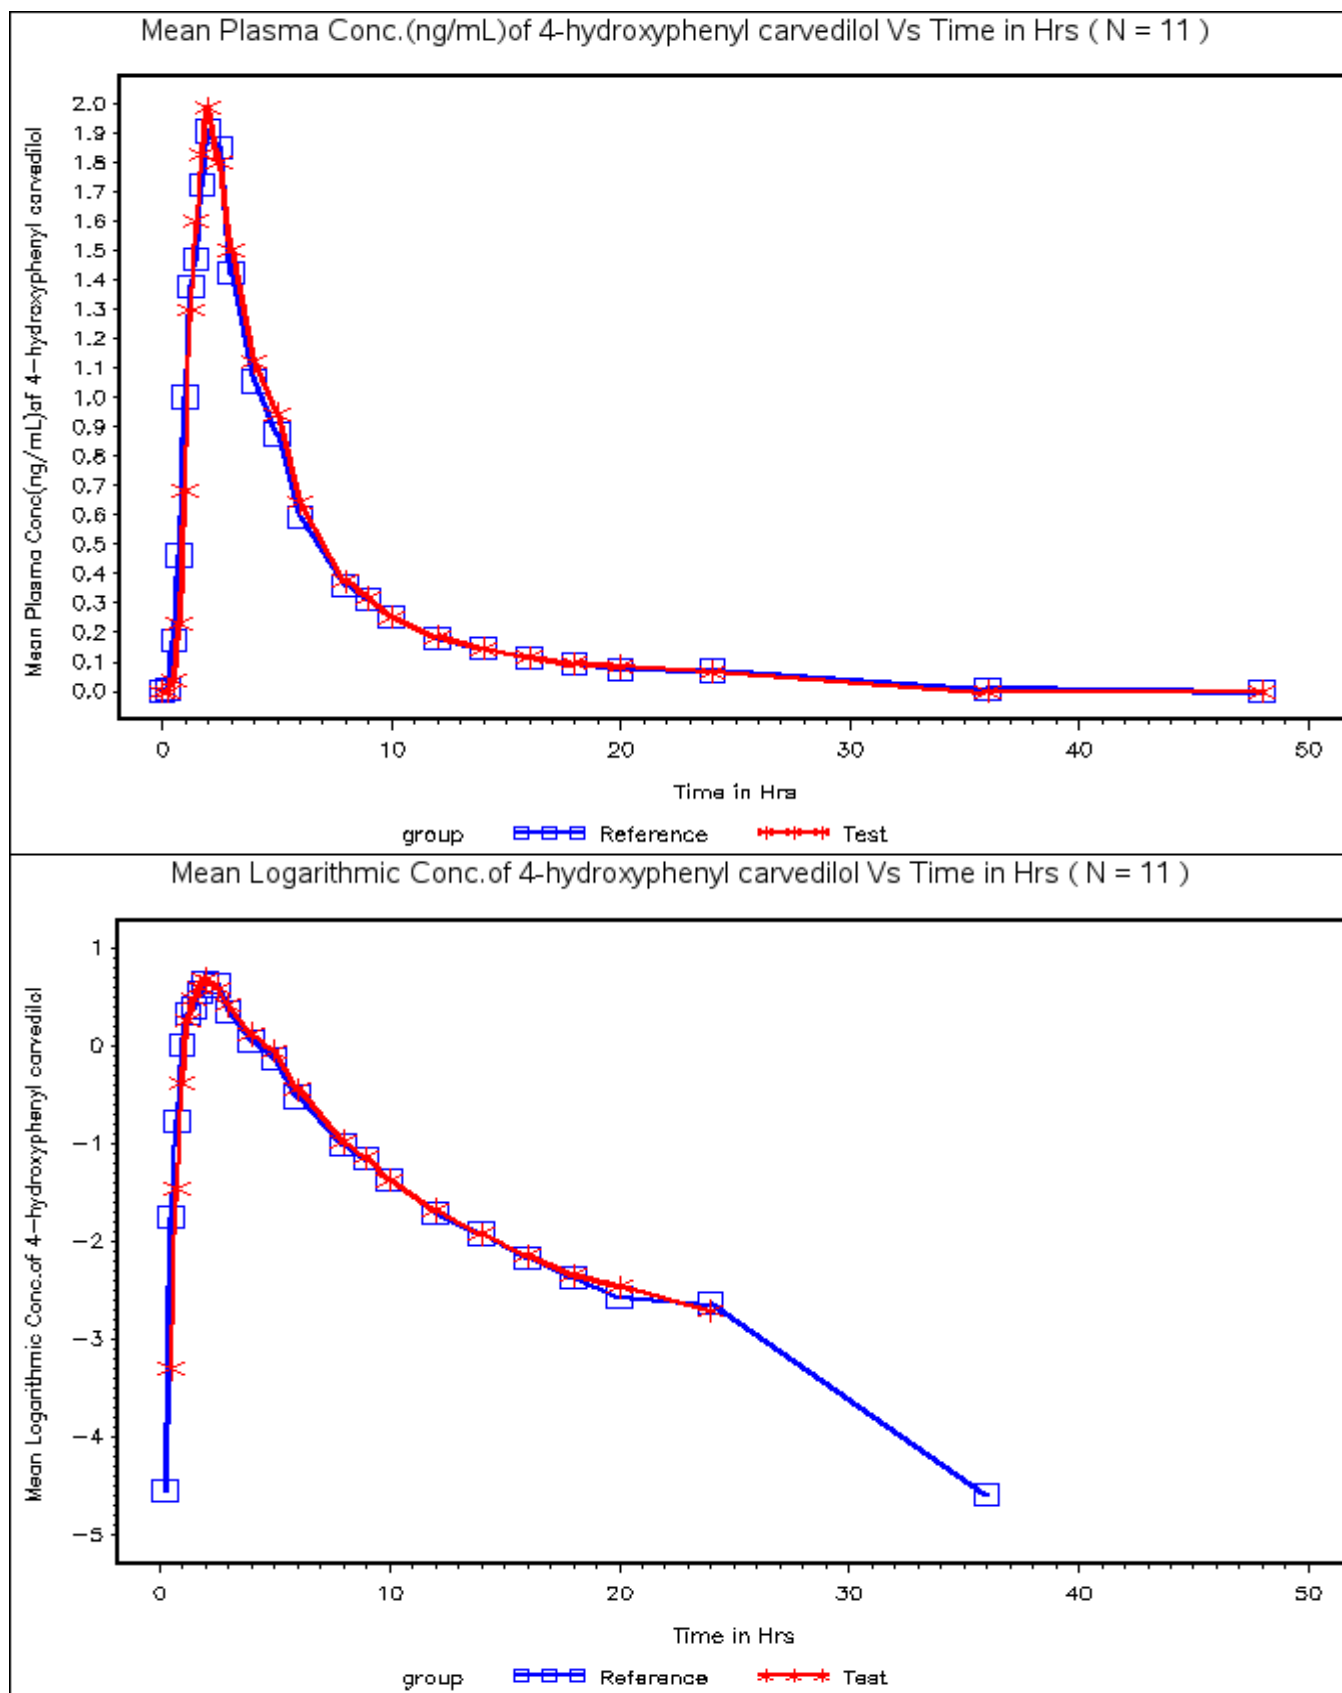 Mean Plasma Conc.(ng/mL)of 4-hydroxyphenyl carvedilol Vs Time in Hrs ( N = 11 )
Mean Plasma Conc(ng/mL)of 4-hydroxyphenyl carvedilol
2.0
1.9
1.8
1.7
1.6
1.5
1.4
1.3
1.2
1.1
1.0
0.9
0.8
0.7
0.6
0.5
0.4
0.3
0.2
0.1
0.0
0 10 20 30 40 50
Time in Hrs
group Reference Test
Mean Logarithmic Conc.of 4-hydroxyphenyl carvedilol Vs Time in Hrs ( N = 11 )
Mean Logarithmic Conc.of 4-hydroxyphenyl carvedilol
1
0
-1
-2
-3
-4
-5
0 10 20 30 40 50
Time in Hrs
group Reference Test